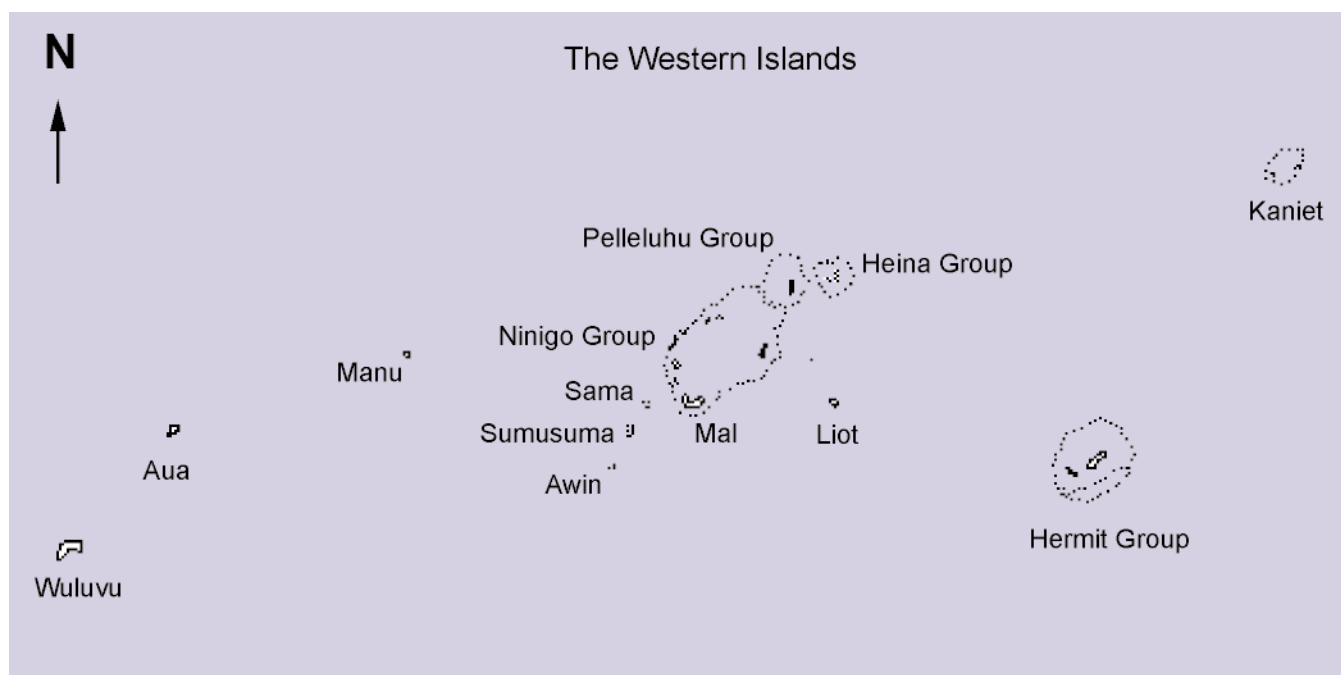 N
The Western Islands
Kaniet
Pelleluhu Group
Heina Group
Ninigo Group
Manu
Sama
Sumusuma
Mal
Liot
Aua
Awin
Hermit Group
Wuluvu